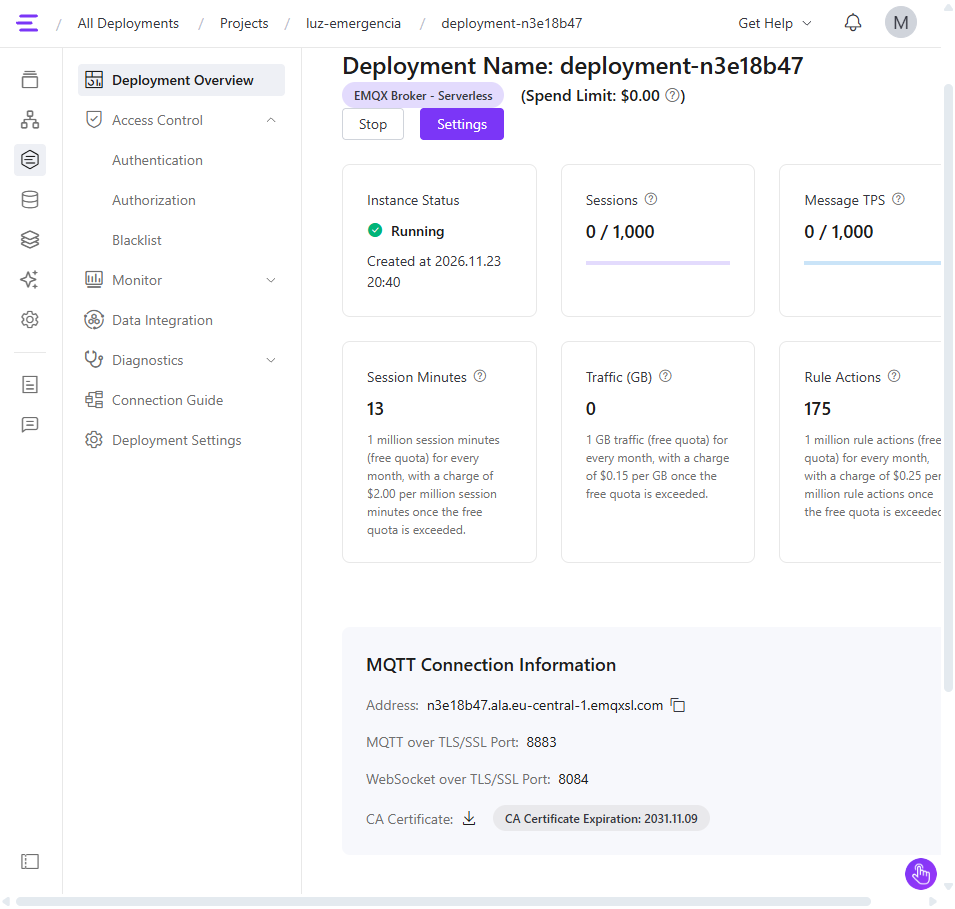 / All Deployments / Projects / luz-emergencia / deployment-n3e18b47
Get Help
M
Deployment Overview
Access Control
Authentication
Authorization
Blacklist
Monitor
Data Integration
Diagnostics
Connection Guide
Deployment Settings
Deployment Name: deployment-n3e18b47
EMQX Broker - Serverless
(Spend Limit: $0.00 )
Stop
Settings
Instance Status
Running
Created at 2026.11.23
20:40
Sessions
0 / 1,000
Message TPS
0 / 1,000
Session Minutes
13
1 million session minutes
(free quota) for every
month, with a charge of
$2.00 per million session
minutes once the free
quota is exceeded.
Traffic (GB)
0
1 GB traffic (free quota) for
every month, with a charge
of $0.15 per GB once the
free quota is exceeded.
Rule Actions
175
1 million rule actions (free
quota) for every month,
with a charge of $0.25 per
million rule actions once
the free quota is exceeded
MQTT Connection Information
Address: n3e18b47.ala.eu-central-1.emqxsl.com
MQTT over TLS/SSL Port: 8883
WebSocket over TLS/SSL Port: 8084
CA Certificate:
CA Certificate Expiration: 2031.11.09